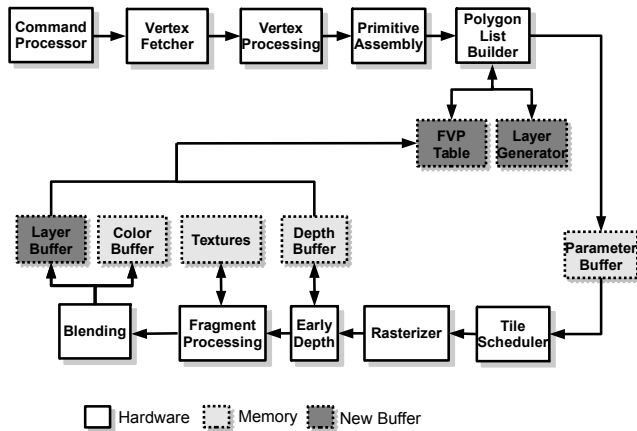 Command
Processor
Vertex
Fetcher
Vertex
Processing
Primitive
Assembly
Polygon
List
Builder
FVP
Table
Layer
Generator
Layer
Buffer
Color
Buffer
Textures
Depth
Buffer
Parameter
Buffer
Blending
Fragment
Processing
Early
Depth
Rasterizer
Tile
Scheduler
Hardware
Memory
New Buffer